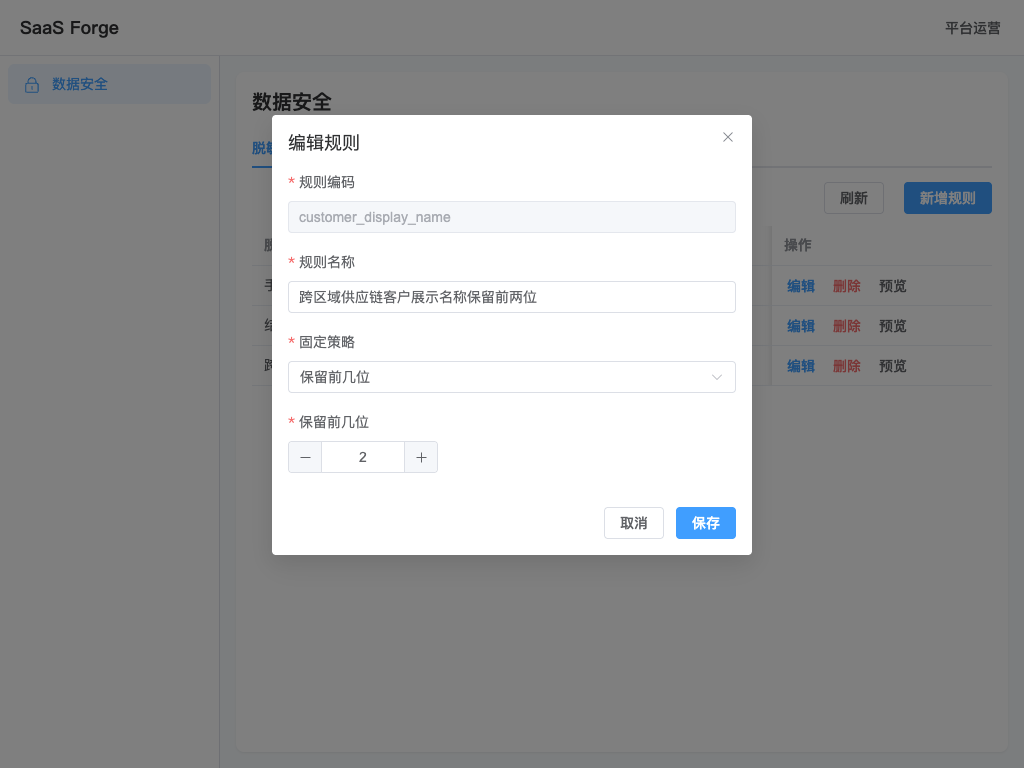 SaaS Forge
平台运营
数据安全
数据安全
编辑规则
* 规则编码
customer_display_name
* 规则名称
跨区域供应链客户展示名称保留前两位
* 固定策略
保留前几位
* 保留前几位
2
取消
保存
刷新
新增规则
操作
编辑 删除 预览
编辑 删除 预览
编辑 删除 预览